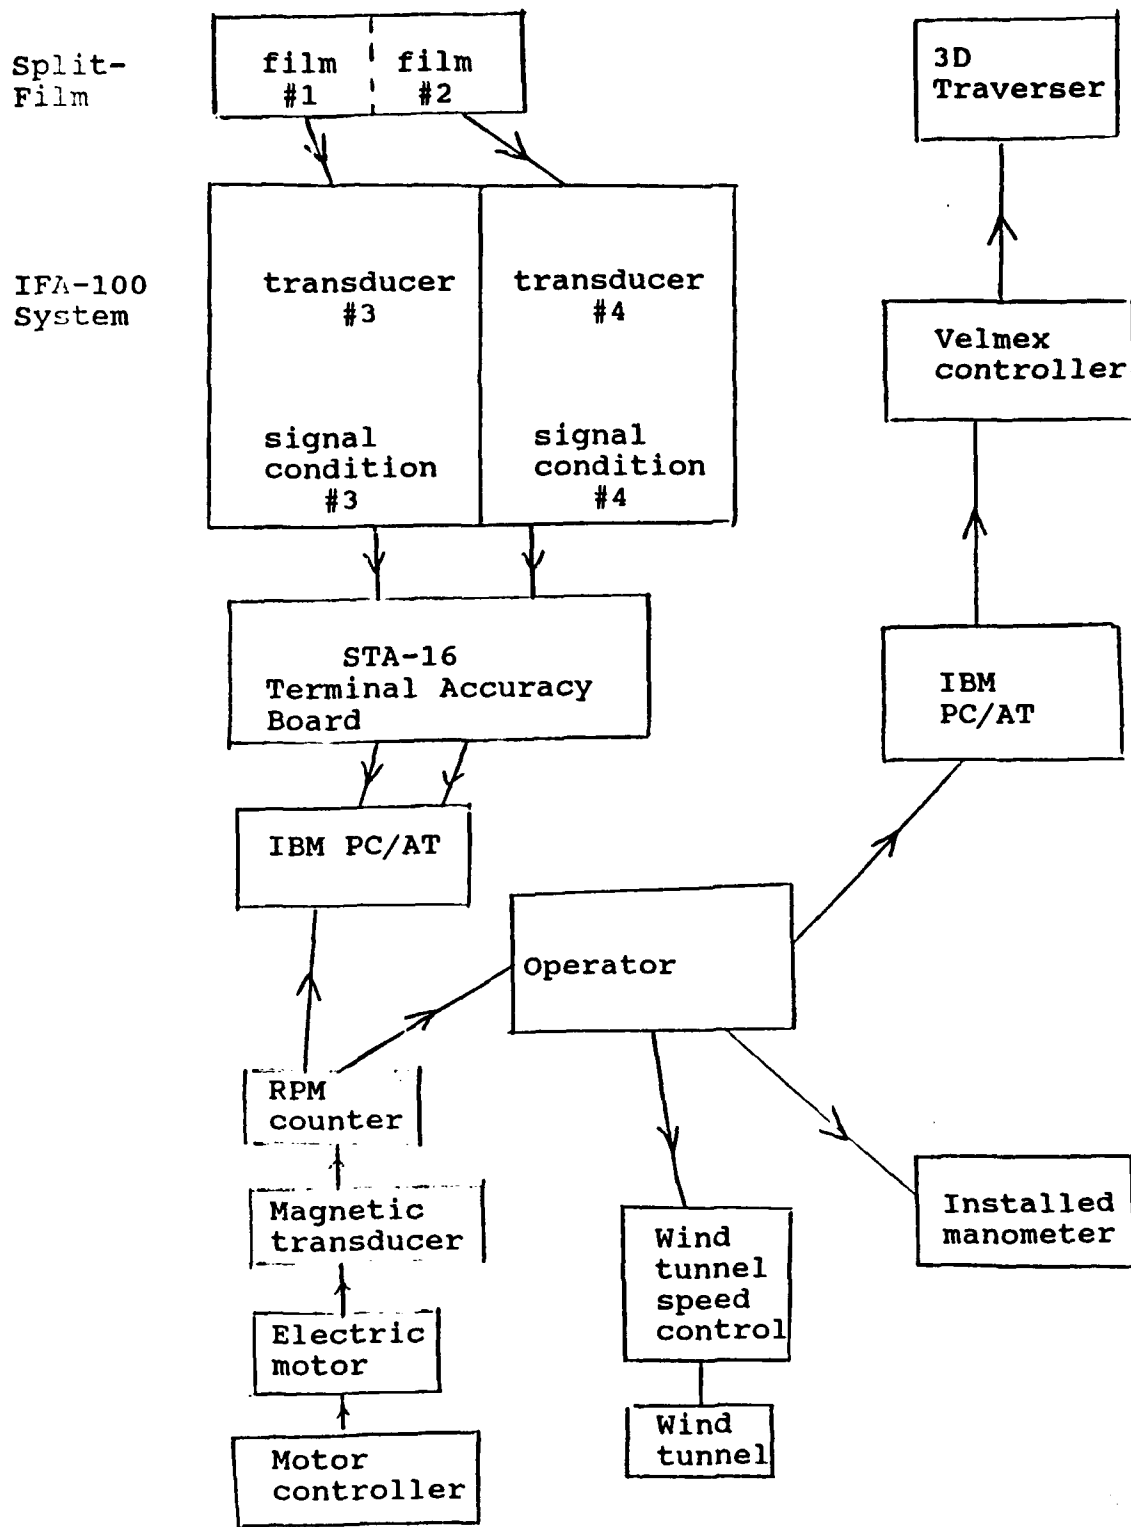 Split-
Film
film
#1
film
#2
IFA-100
System
transducer
#3
transducer
#4
signal
condition
#3
signal
condition
#4
STA-16
Terminal Accuracy
Board
IBM PC/AT
RPM
counter
Magnetic
transducer
Electric
motor
Motor
controller
Operator
Wind
tunnel
speed
control
Wind
tunnel
3D
Traverser
Velmex
controller
IBM
PC/AT
Installed
manometer